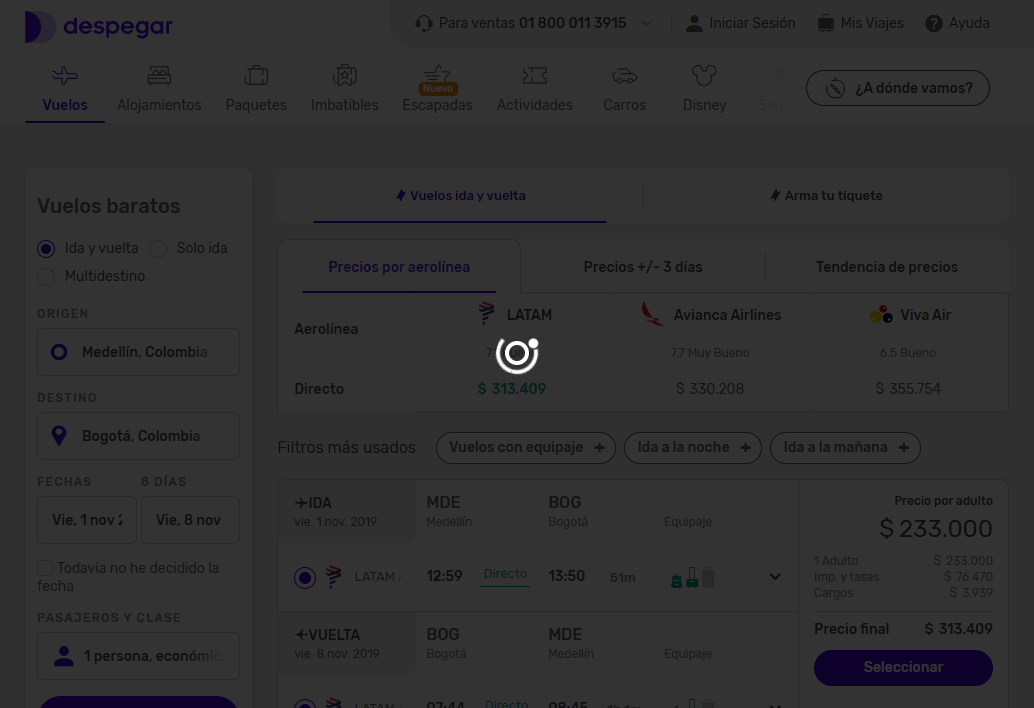 despegar
Para ventas 01 800 011 3915
Iniciar Sesión
Mis Viajes
Ayuda
Vuelos
Alojamientos
Paquetes
Imbatibles
Nuevo
Escapadas
Actividades
Carros
Disney
¿A dónde vamos?
Vuelos baratos
Ida y vuelta
Solo ida
Multidestino
ORIGEN
Medellín, Colombia
DESTINO
Bogotá, Colombia
FECHAS
8 DÍAS
Vie, 1 nov 2
Vie, 8 nov
Todavía no he decidido la
fecha
PASAJEROS Y CLASE
1 persona, económic
Vuelos ida y vuelta
Arma tu tiquete
Precios por aerolínea
Precios +/- 3 días
Tendencia de precios
Aerolínea
LATAM
Avianca Airlines
Viva Air
7.7 Muy Bueno
6.5 Bueno
Directo
$ 313.409
$ 330.208
$ 355.754
Filtros más usados
Vuelos con equipaje +
Ida a la noche +
Ida a la mañana +
IDA
MDE
BOG
vie. 1 nov. 2019
Medellín
Bogotá
Equipaje
LATAM
12:59
Directo
13:50
51m
VUELTA
BOG
MDE
vie. 8 nov. 2019
Bogotá
Medellín
Equipaje
LATAM
07:44
Directo
08:45
Precio por adulto
$ 233.000
1 Adulto $ 233.000
Imp. y tasas $ 76.470
Cargos $ 3.939
Precio final $ 313.409
Seleccionar